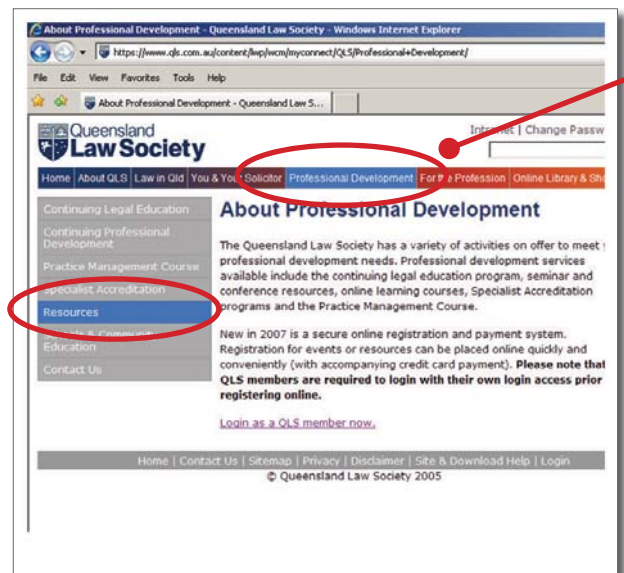 About Professional Development - Queensland Law Society - Windows Internet Explorer
https://www.qls.com.au/content/lwp/wcm/myconnect/QLS/Professional+Development/
File Edit View Favorites Tools Help
About Professional Development - Queensland Law S...
Queensland
Law Society
Intranet | Change Passw
Home About QLS Law in Qld You & Your Solicitor Professional Development For the Profession Online Library & Sho
Continuing Legal Education
Continuing Professional
Development
Practice Management Course
Specialist Accreditation
Resources
Schools & Community
Education
Contact Us
About Professional Development
The Queensland Law Society has a variety of activities on offer to meet
professional development needs. Professional development services
available include the continuing legal education program, seminar and
conference resources, online learning courses, Specialist Accreditation
programs and the Practice Management Course.
New in 2007 is a secure online registration and payment system.
Registration for events or resources can be placed online quickly and
conveniently (with accompanying credit card payment). Please note that
QLS members are required to login with their own login access prior
registering online.
Login as a QLS member now.
Home | Contact Us | Sitemap | Privacy | Disclaimer | Site & Download Help | Login
© Queensland Law Society 2005